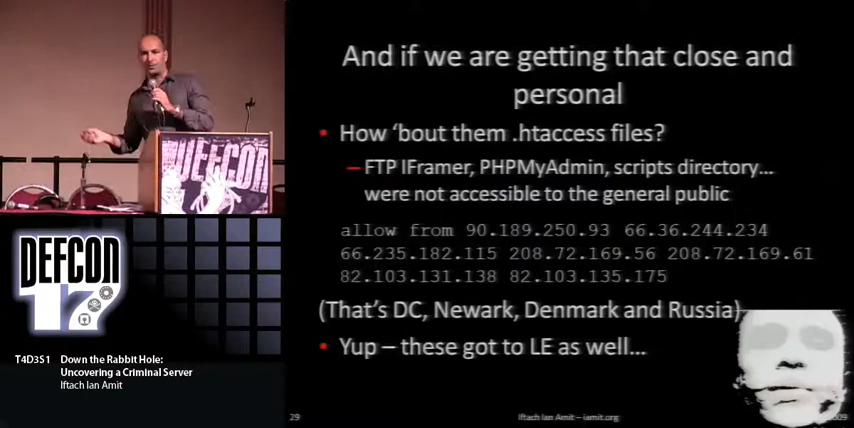 And if we are getting that close and
personal
• How ‘bout them .htaccess files?
– FTP IFramer, PHPMyAdmin, scripts directory…
were not accessible to the general public
allow from 90.189.250.93 66.36.244.234
66.235.182.115 208.72.169.56 208.72.169.61
82.103.131.138 82.103.135.175
(That’s DC, Newark, Denmark and Russia)
• Yup – these got to LE as well…
29
Iftach Ian Amit – iamit.org
DEFCON
DEFCON
17
T4D3S1
Down the Rabbit Hole:
Uncovering a Criminal Server
Iftach Ian Amit